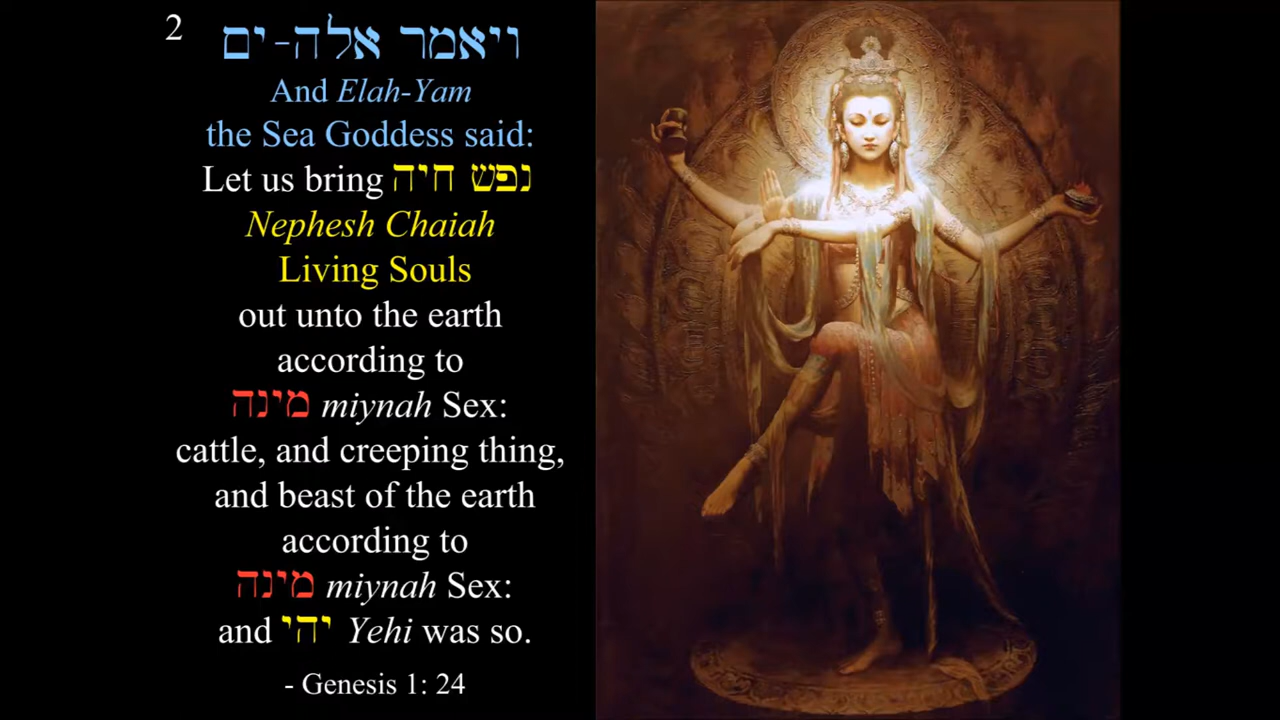 2
ויאמר אלה-ים
And Elah-Yam
the Sea Goddess said:
Let us bring נפש חיה
Nephesh Chaiah
Living Souls
out unto the earth
according to
מינה miynah Sex:
cattle, and creeping thing,
and beast of the earth
according to
מינה miynah Sex:
and יהי Yehi was so.
- Genesis 1: 24